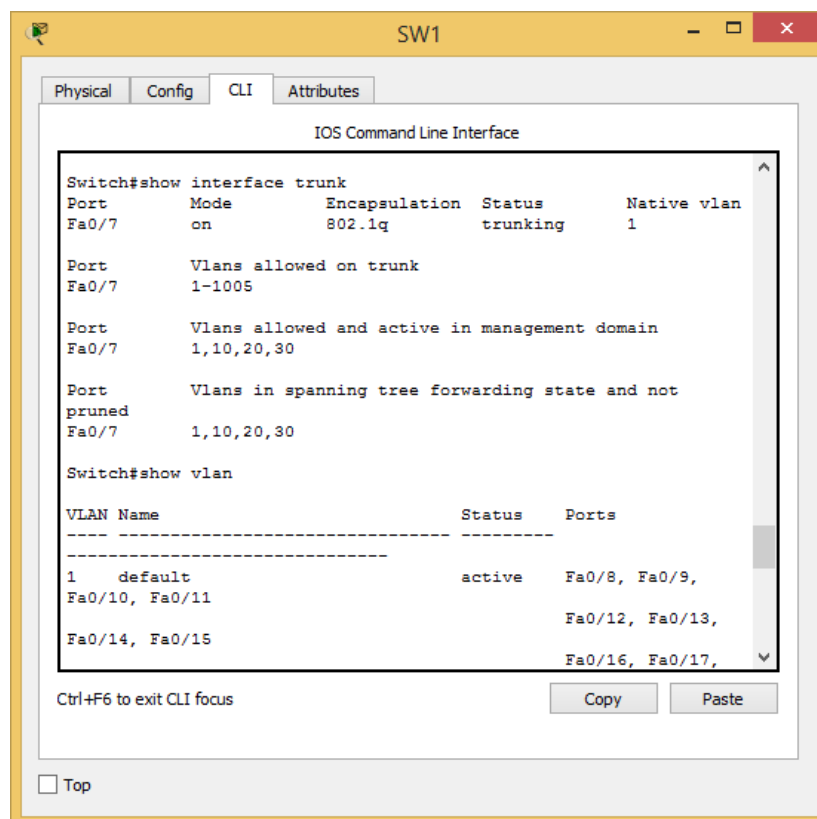 SW1
Physical Config CLI Attributes
IOS Command Line Interface
Switch#show interface trunk
Port Mode Encapsulation Status Native vlan
Fa0/7 on 802.1q trunking 1
Port Vlans allowed on trunk
Fa0/7 1-1005
Port Vlans allowed and active in management domain
Fa0/7 1,10,20,30
Port Vlans in spanning tree forwarding state and not
pruned
Fa0/7 1,10,20,30
Switch#show vlan
VLAN Name Status Ports
---- -------------------------------- ---------
-------------------------------
1 default active Fa0/8, Fa0/9,
Fa0/10, Fa0/11
Fa0/12, Fa0/13,
Fa0/14, Fa0/15
Fa0/16, Fa0/17,
Ctrl+F6 to exit CLI focus
Copy Paste
Top